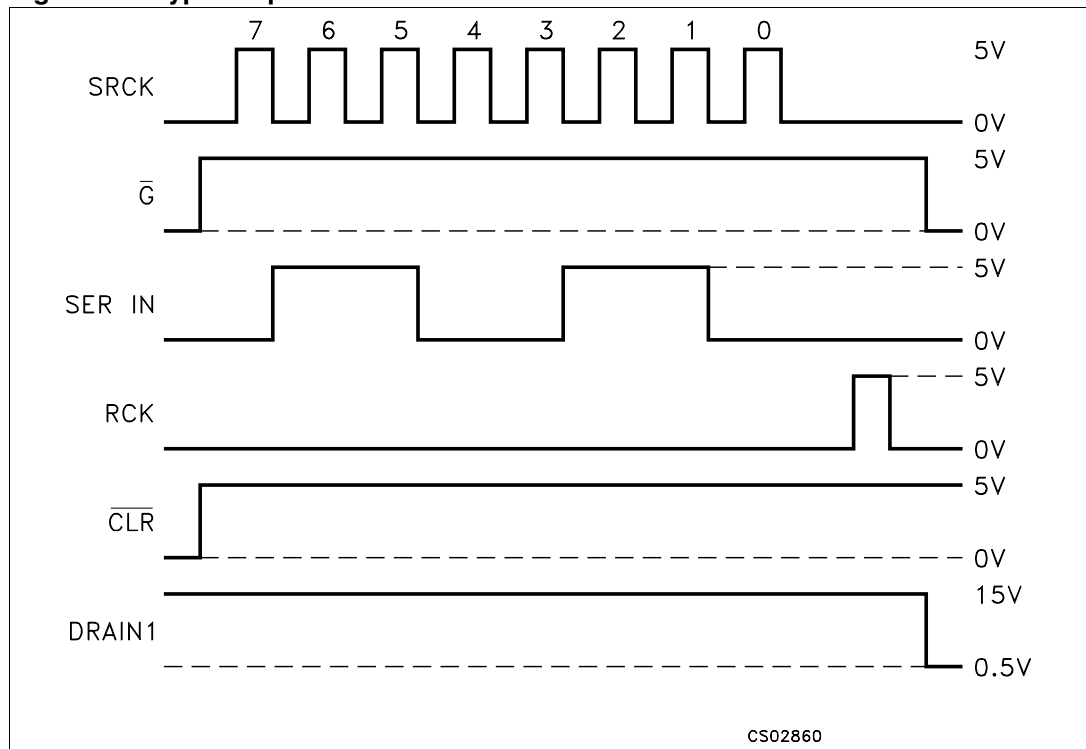 7 6 5 4 3 2 1 0
SRCK 5V
0V
G̅ 5V
0V
SER IN 5V
0V
RCK 5V
0V
C̅L̅R̅ 5V
0V
DRAIN1 15V
0.5V
CS02860